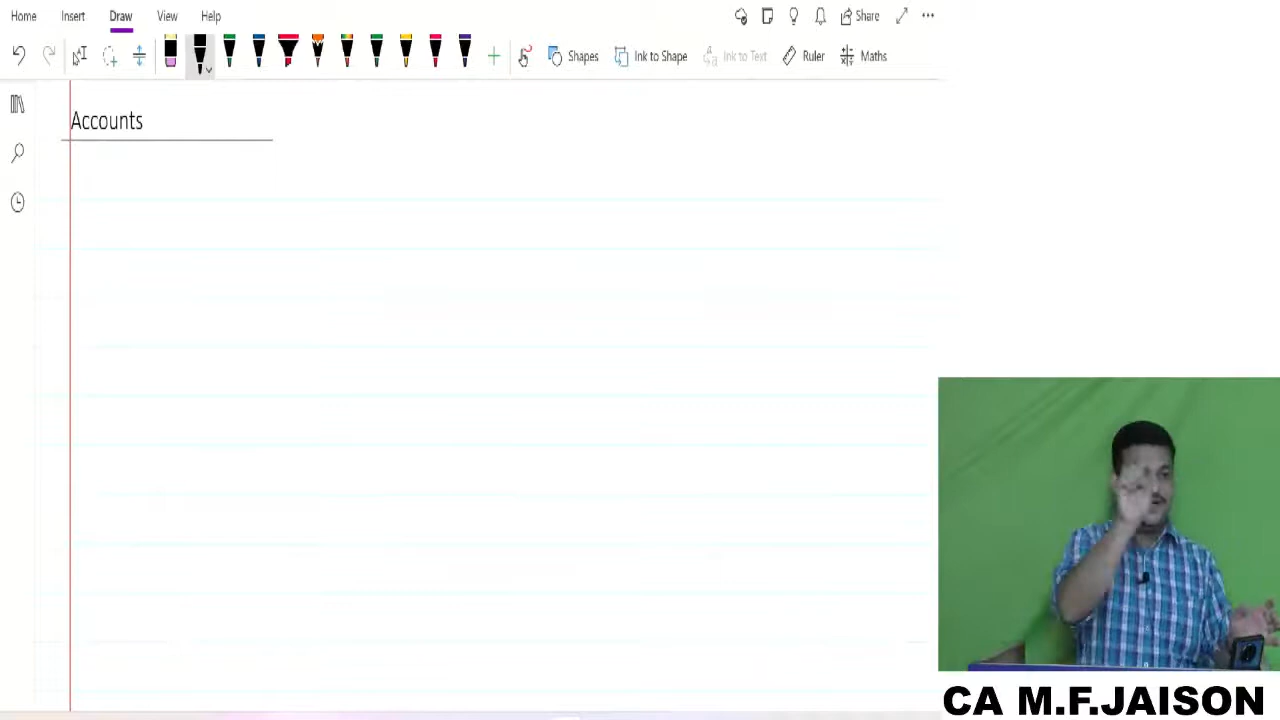 Home Insert Draw View Help Share
Shapes Ink to Shape Ink to Text Ruler Maths
Accounts
CA M.F.JAISON